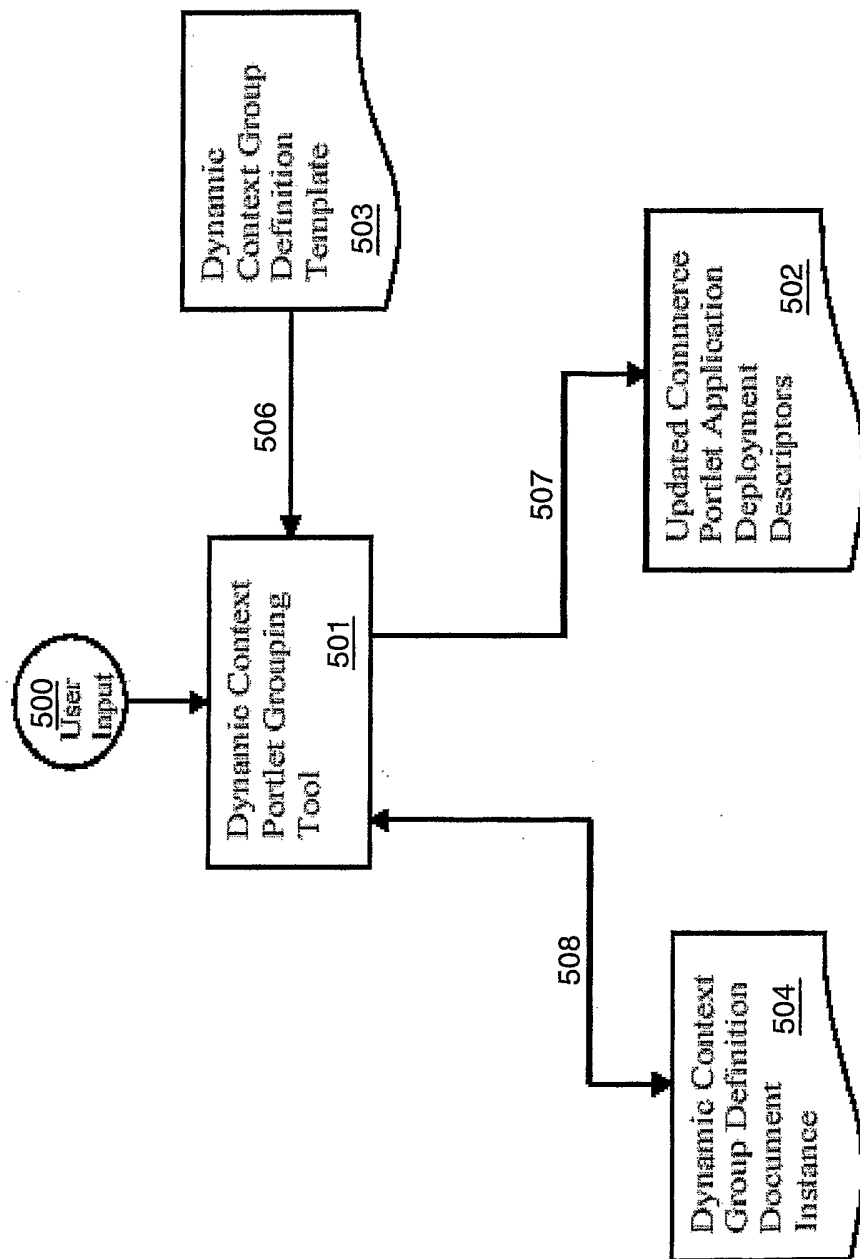 500
User
Input
Dynamic Context
Portlet Grouping
Tool
501
506
Dynamic
Context Group
Definition
Template
503
508
507
Dynamic Context
Group Definition
Document
Instance
504
Updated Commerce
Portlet Application
Deployment
Descriptors
502